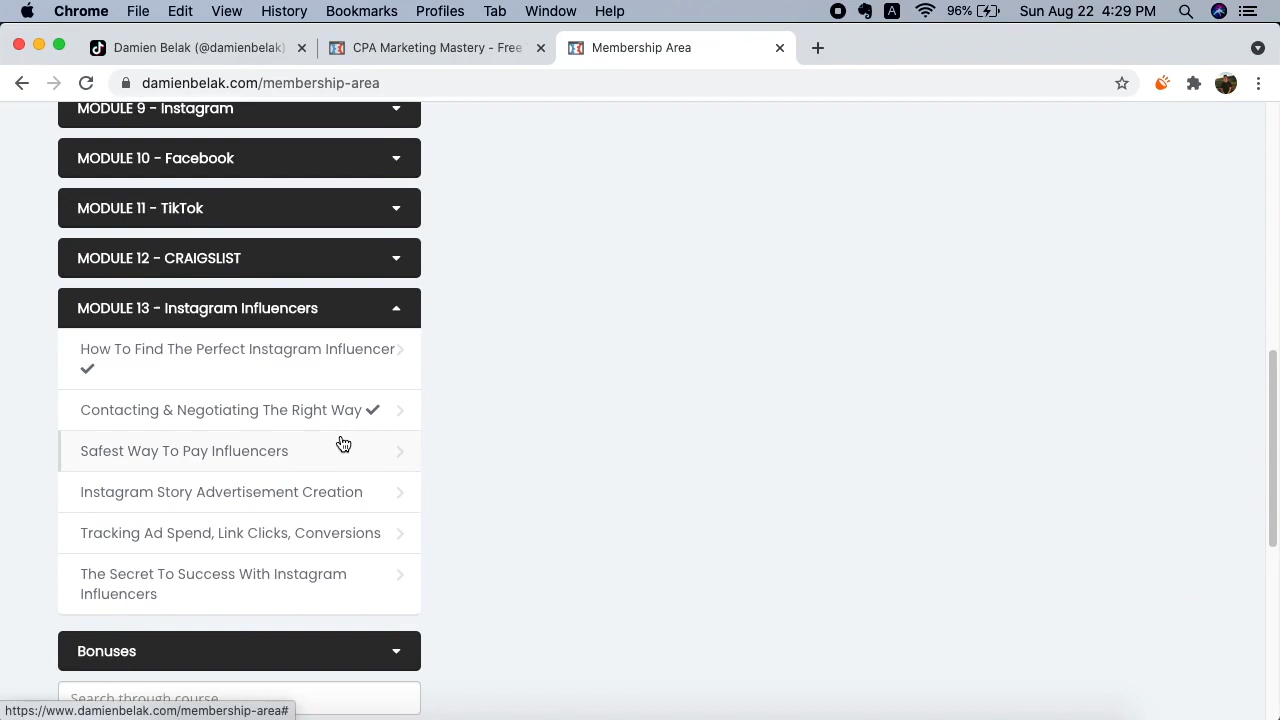 Chrome File Edit View History Bookmarks Profiles Tab Window Help A 96% Sun Aug 22 4:29 PM
Damien Belak (@damienbelak) CPA Marketing Mastery - Free Membership Area
damienbelak.com/membership-area
MODULE 9 - Instagram
MODULE 10 - Facebook
MODULE 11 - TikTok
MODULE 12 - CRAIGSLIST
MODULE 13 - Instagram Influencers
How To Find The Perfect Instagram Influencer
Contacting & Negotiating The Right Way
Safest Way To Pay Influencers
Instagram Story Advertisement Creation
Tracking Ad Spend, Link Clicks, Conversions
The Secret To Success With Instagram
Influencers
Bonuses
Search through course
https://www.damienbelak.com/membership-area#